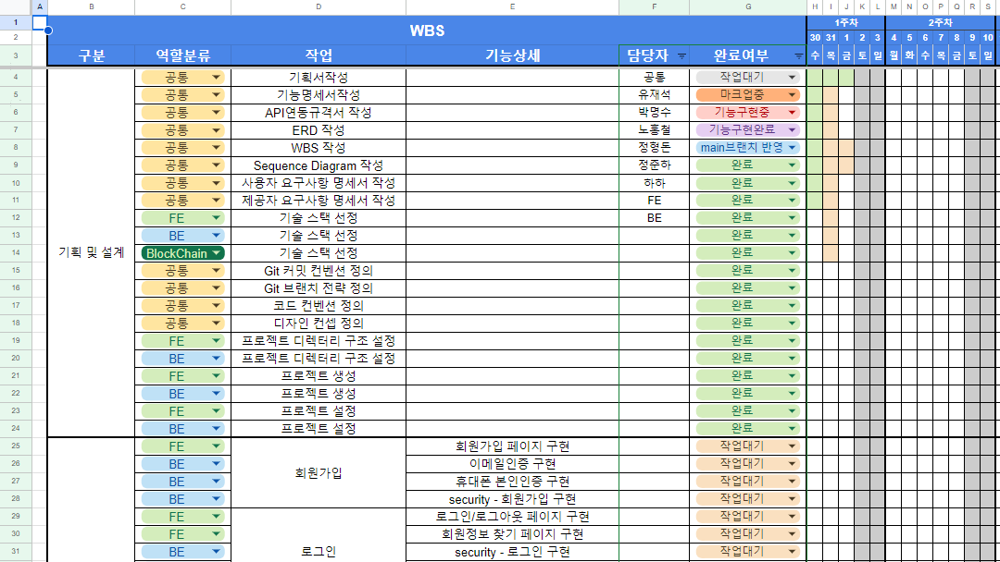 A B C D E F G H I J K L M N O P Q R S
1 WBS 1주차 2주차
2 30 31 1 2 3 4 5 6 7 8 9 10
3 구분 역할분류 작업 기능상세 담당자 완료여부 수 목 금 토 일 월 화 수 목 금 토 일
4 공통 기획서작성 공통 작업대기
5 공통 기능명세서작성 유재석 마크업중
6 공통 API연동규격서 작성 박명수 기능구현중
7 공통 ERD 작성 노홍철 기능구현완료
8 공통 WBS 작성 정형돈 main브랜치 반영
9 공통 Sequence Diagram 작성 정준하 완료
10 공통 사용자 요구사항 명세서 작성 하하 완료
11 공통 제공자 요구사항 명세서 작성 FE 완료
12 FE 기술 스택 선정 BE 완료
13 BE 기술 스택 선정 완료
14 기획 및 설계 BlockChain 기술 스택 선정 완료
15 공통 Git 커밋 컨벤션 정의 완료
16 공통 Git 브랜치 전략 정의 완료
17 공통 코드 컨벤션 정의 완료
18 공통 디자인 컨셉 정의 완료
19 FE 프로젝트 디렉터리 구조 설정 완료
20 BE 프로젝트 디렉터리 구조 설정 완료
21 FE 프로젝트 생성 완료
22 BE 프로젝트 생성 완료
23 FE 프로젝트 설정 완료
24 BE 프로젝트 설정 완료
25 FE 회원가입 페이지 구현 작업대기
26 BE 회원가입 이메일인증 구현 작업대기
27 BE 휴대폰 본인인증 구현 작업대기
28 BE security - 회원가입 구현 작업대기
29 FE 로그인/로그아웃 페이지 구현 작업대기
30 FE 회원정보 찾기 페이지 구현 작업대기
31 BE 로그인 security - 로그인 구현 작업대기